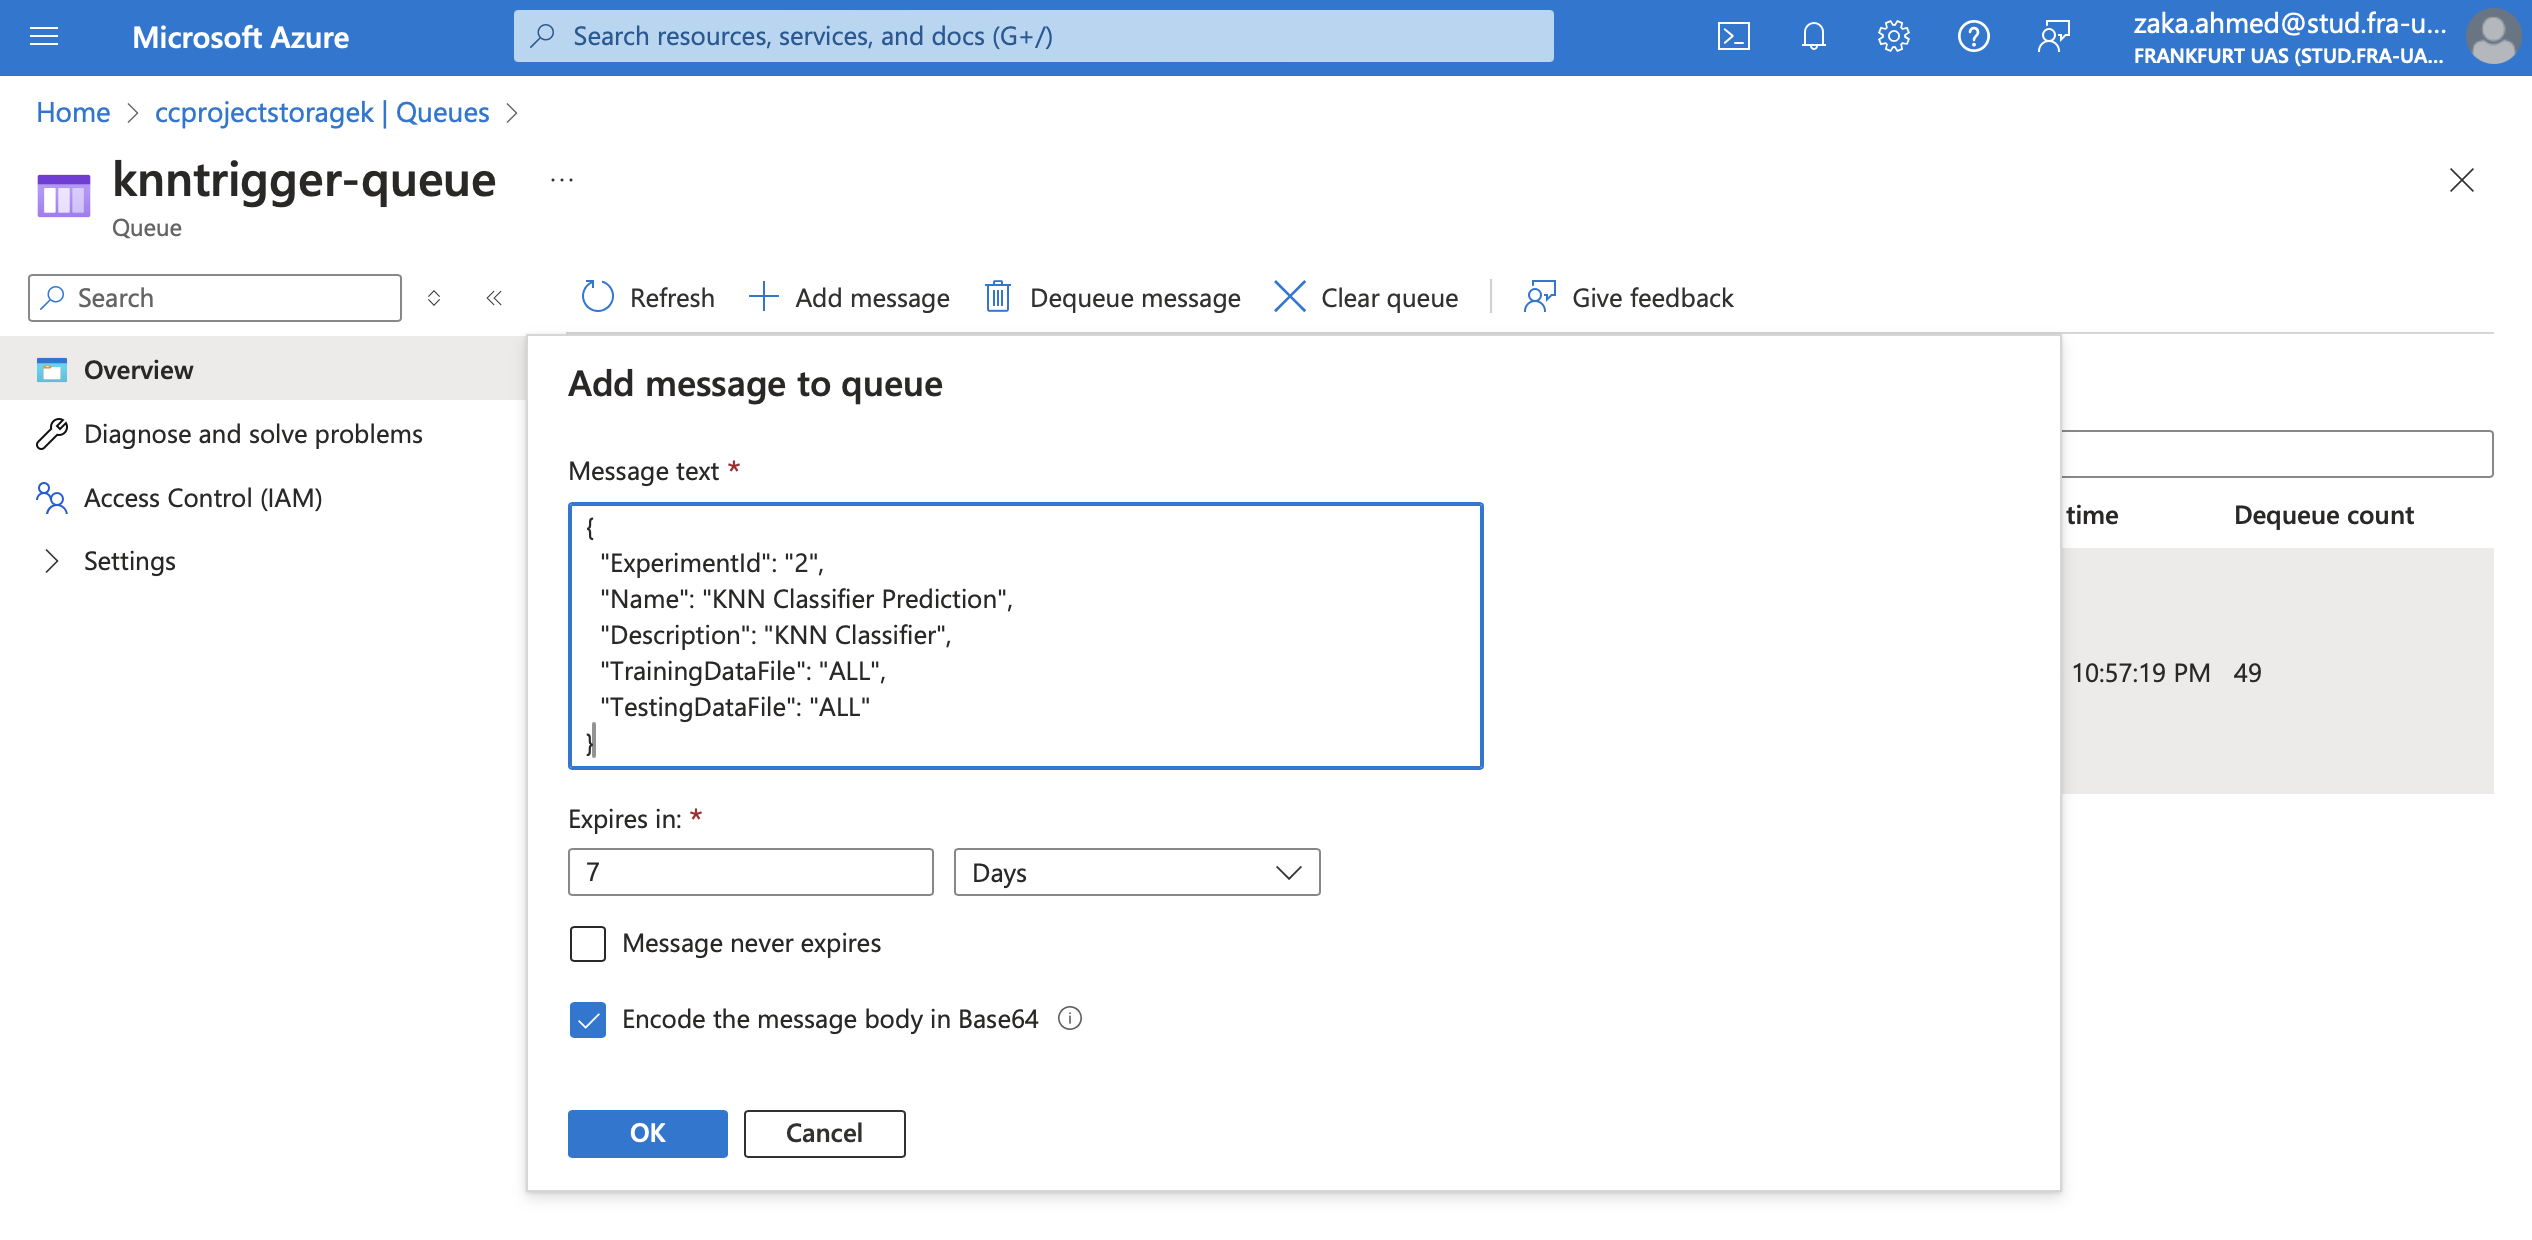 Microsoft Azure
Search resources, services, and docs (G+/)
zaka.ahmed@stud.fra-u...
FRANKFURT UAS (STUD.FRA-UA...
Home > ccprojectstoragek | Queues >
knntrigger-queue ...
Queue
Search
Refresh
Add message
Dequeue message
Clear queue
Give feedback
Overview
Diagnose and solve problems
Access Control (IAM)
Settings
Add message to queue
Message text *
{
"ExperimentId": "2",
"Name": "KNN Classifier Prediction",
"Description": "KNN Classifier",
"TrainingDataFile": "ALL",
"TestingDataFile": "ALL"
}
Expires in: *
7
Days
Message never expires
Encode the message body in Base64
OK
Cancel
time
Dequeue count
10:57:19 PM
49